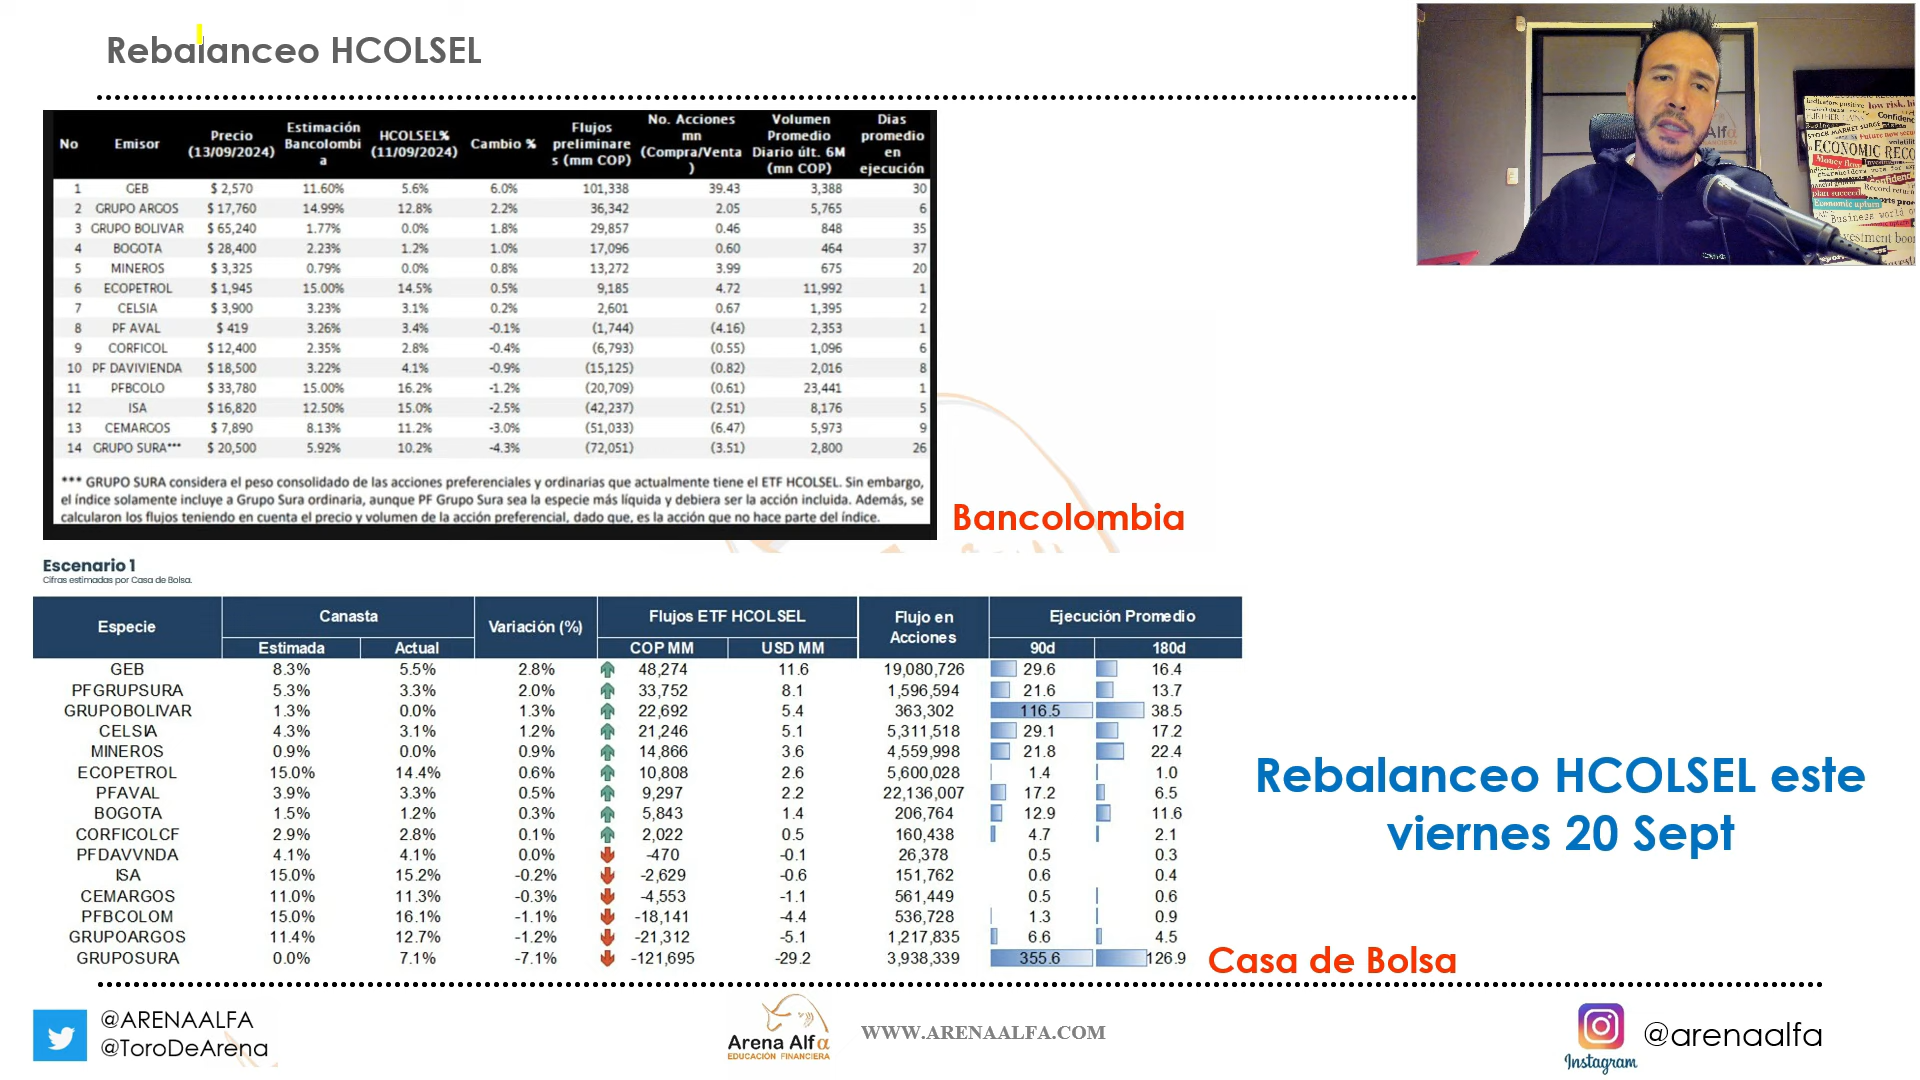 Rebalanceo HCOLSEL
No Emisor Precio (13/09/2024) Estimación Bancolombia HCOLSEL% (11/09/2024) Cambio % Flujos preliminares (mm COP) No. Acciones mn (Compra/Venta) Volumen Promedio Diario últ. 6M (mn COP) Dias promedio en ejecución
1 GEB $ 2,570 11.60% 5.6% 6.0% 101,338 39.43 3,388 30
2 GRUPO ARGOS $ 17,760 14.99% 12.8% 2.2% 36,342 2.05 5,765 6
3 GRUPO BOLIVAR $ 65,240 1.77% 0.0% 1.8% 29,857 0.46 848 35
4 BOGOTA $ 28,400 2.23% 1.2% 1.0% 17,096 0.60 464 37
5 MINEROS $ 3,325 0.79% 0.0% 0.8% 13,272 3.99 675 20
6 ECOPETROL $ 1,945 15.00% 14.5% 0.5% 9,185 4.72 11,992 1
7 CELSIA $ 3,900 3.23% 3.1% 0.2% 2,601 0.67 1,395 2
8 PF AVAL $ 419 3.26% 3.4% -0.1% (1,744) (4.16) 2,353 1
9 CORFICOL $ 12,400 2.35% 2.8% -0.4% (6,793) (0.55) 1,096 6
10 PF DAVIVIENDA $ 18,500 3.22% 4.1% -0.9% (15,125) (0.82) 2,016 8
11 PFBCOLO $ 33,780 15.00% 16.2% -1.2% (20,709) (0.61) 23,441 1
12 ISA $ 16,820 12.50% 15.0% -2.5% (42,237) (2.51) 8,176 5
13 CEMARGOS $ 7,890 8.13% 11.2% -3.0% (51,033) (6.47) 5,973 9
14 GRUPO SURA*** $ 20,500 5.92% 10.2% -4.3% (72,051) (3.51) 2,800 26
*** GRUPO SURA considera el peso consolidado de las acciones preferenciales y ordinarias que actualmente tiene el ETF HCOLSEL. Sin embargo,
el índice solamente incluye a Grupo Sura ordinaria, aunque PF Grupo Sura sea la especie más líquida y debiera ser la acción incluida. Además, se
calcularon los flujos teniendo en cuenta el precio y volumen de la acción preferencial, dado que, es la acción que no hace parte del índice.
Bancolombia
Escenario 1
Cifras estimadas por Casa de Bolsa.
Especie Canasta Variación (%) Flujos ETF HCOLSEL Flujo en Acciones Ejecución Promedio
Estimada Actual COP MM USD MM 90d 180d
GEB 8.3% 5.5% 2.8% 48,274 11.6 19,080,726 29.6 16.4
PFGRUPSURA 5.3% 3.3% 2.0% 33,752 8.1 1,596,594 21.6 13.7
GRUPOBOLIVAR 1.3% 0.0% 1.3% 22,692 5.4 363,302 116.5 38.5
CELSIA 4.3% 3.1% 1.2% 21,246 5.1 5,311,518 29.1 17.2
MINEROS 0.9% 0.0% 0.9% 14,866 3.6 4,559,998 21.8 22.4
ECOPETROL 15.0% 14.4% 0.6% 10,808 2.6 5,600,028 1.4 1.0
PFAVAL 3.9% 3.3% 0.5% 9,297 2.2 22,136,007 17.2 6.5
BOGOTA 1.5% 1.2% 0.3% 5,843 1.4 206,764 12.9 11.6
CORFICOLCF 2.9% 2.8% 0.1% 2,022 0.5 160,438 4.7 2.1
PFDAVVNDA 4.1% 4.1% 0.0% -470 -0.1 26,378 0.5 0.3
ISA 15.0% 15.2% -0.2% -2,629 -0.6 151,762 0.6 0.4
CEMARGOS 11.0% 11.3% -0.3% -4,553 -1.1 561,449 0.5 0.6
PFBCOLOM 15.0% 16.1% -1.1% -18,141 -4.4 536,728 1.3 0.9
GRUPOARGOS 11.4% 12.7% -1.2% -21,312 -5.1 1,217,835 6.6 4.5
GRUPOSURA 0.0% 7.1% -7.1% -121,695 -29.2 3,938,339 355.6 126.9
Casa de Bolsa
Rebalanceo HCOLSEL este
viernes 20 Sept
@ARENAALFA
@ToroDeArena
Arena Alfα
EDUCACIÓN FINANCIERA
WWW.ARENAALFA.COM
Instagram
@arenaalfa